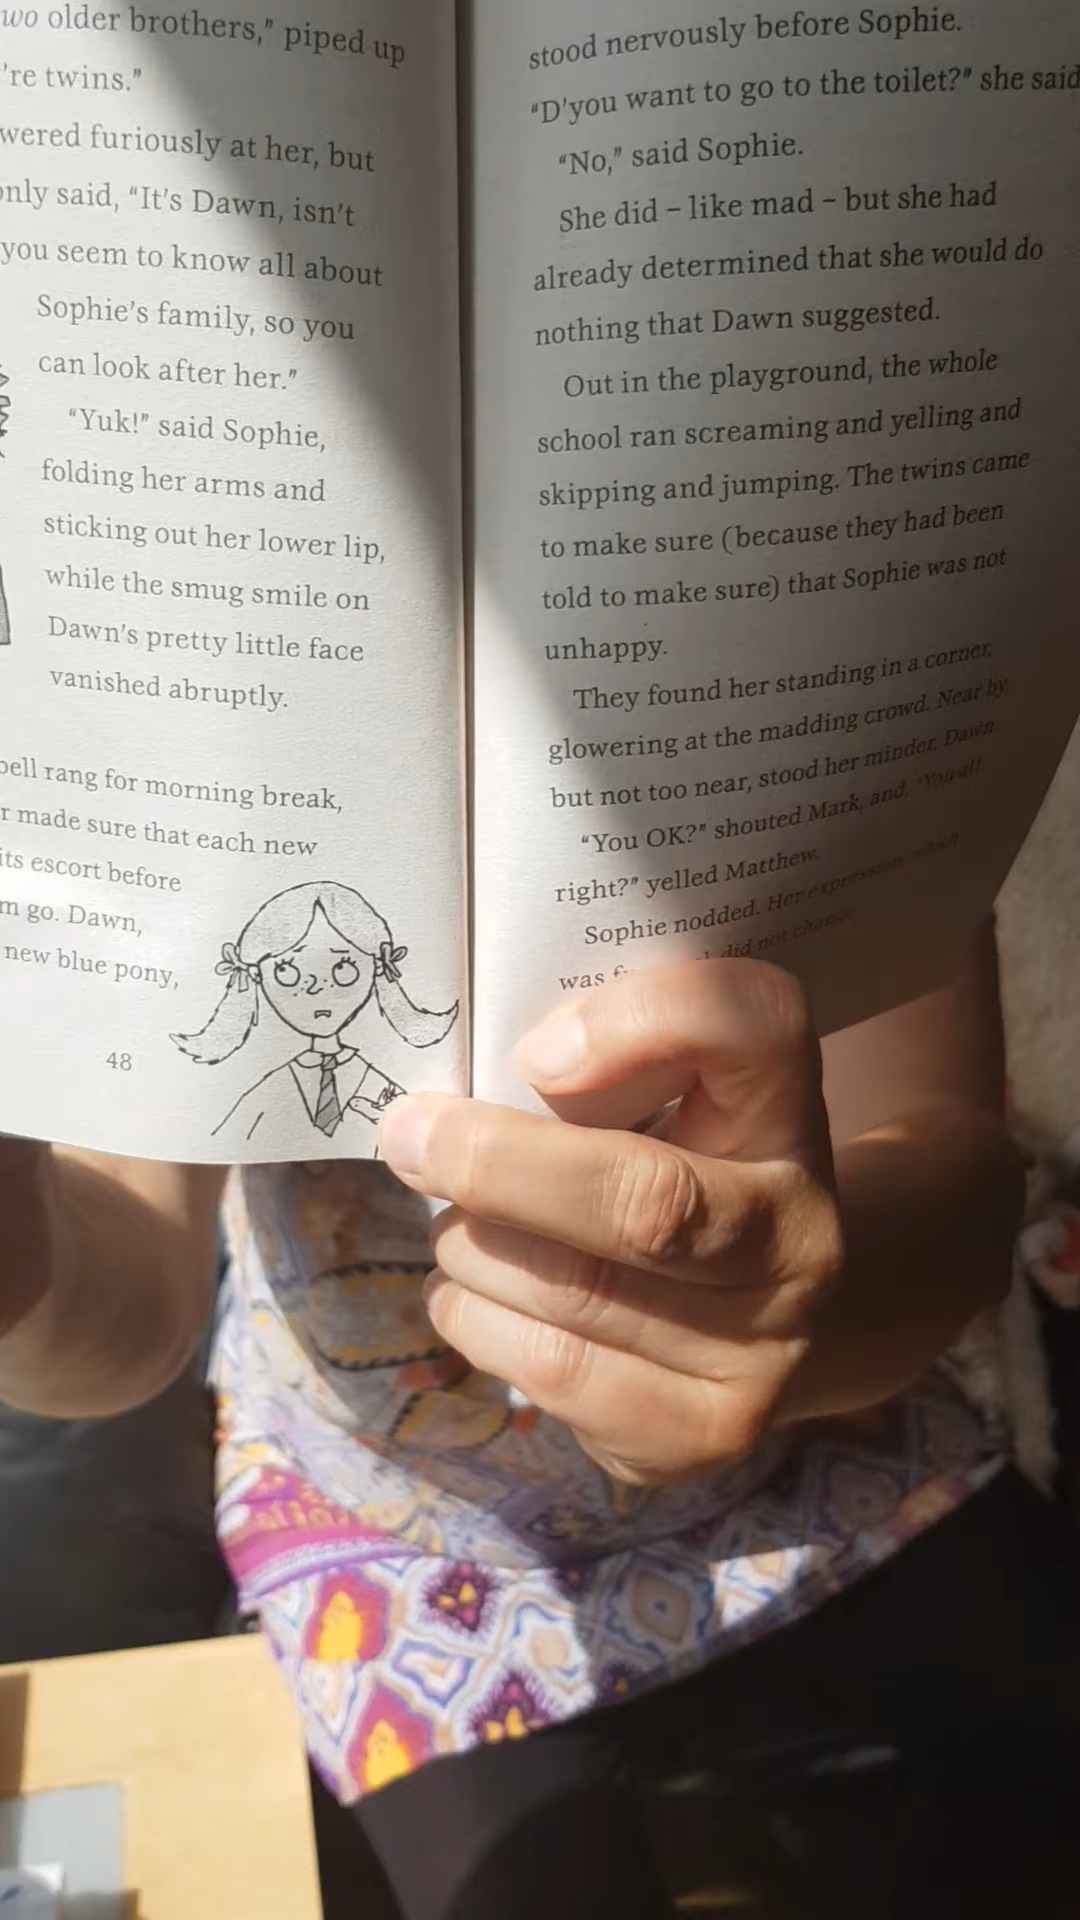 wo older brothers,” piped up
’re twins.”
wered furiously at her, but
only said, “It’s Dawn, isn’t
you seem to know all about
Sophie’s family, so you
can look after her.”
“Yuk!” said Sophie,
folding her arms and
sticking out her lower lip,
while the smug smile on
Dawn’s pretty little face
vanished abruptly.
bell rang for morning break,
r made sure that each new
its escort before
m go. Dawn,
new blue pony,
48
stood nervously before Sophie.
“D’you want to go to the toilet?” she said
“No,” said Sophie.
She did – like mad – but she had
already determined that she would do
nothing that Dawn suggested.
Out in the playground, the whole
school ran screaming and yelling and
skipping and jumping. The twins came
to make sure (because they had been
told to make sure) that Sophie was not
unhappy.
They found her standing in a corner,
glowering at the madding crowd. Near by
but not too near, stood her minder, Dawn.
“You OK?” shouted Mark, and, “You all
right?” yelled Matthew.
Sophie nodded. Her expression, which
was did not change